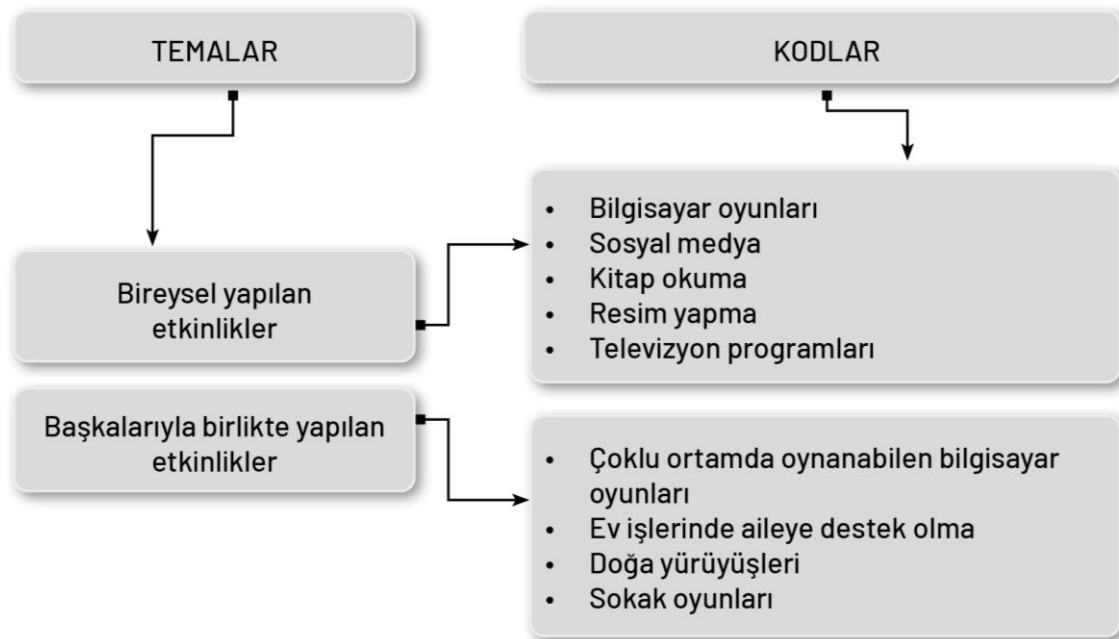 TEMALAR
KODLAR
Bireysel yapılan
etkinlikler
• Bilgisayar oyunları
• Sosyal medya
• Kitap okuma
• Resim yapma
• Televizyon programları
Başkalarıyla birlikte yapılan
etkinlikler
• Çoklu ortamda oynanabilen bilgisayar
oyunları
• Ev işlerinde aileye destek olma
• Doğa yürüyüşleri
• Sokak oyunları